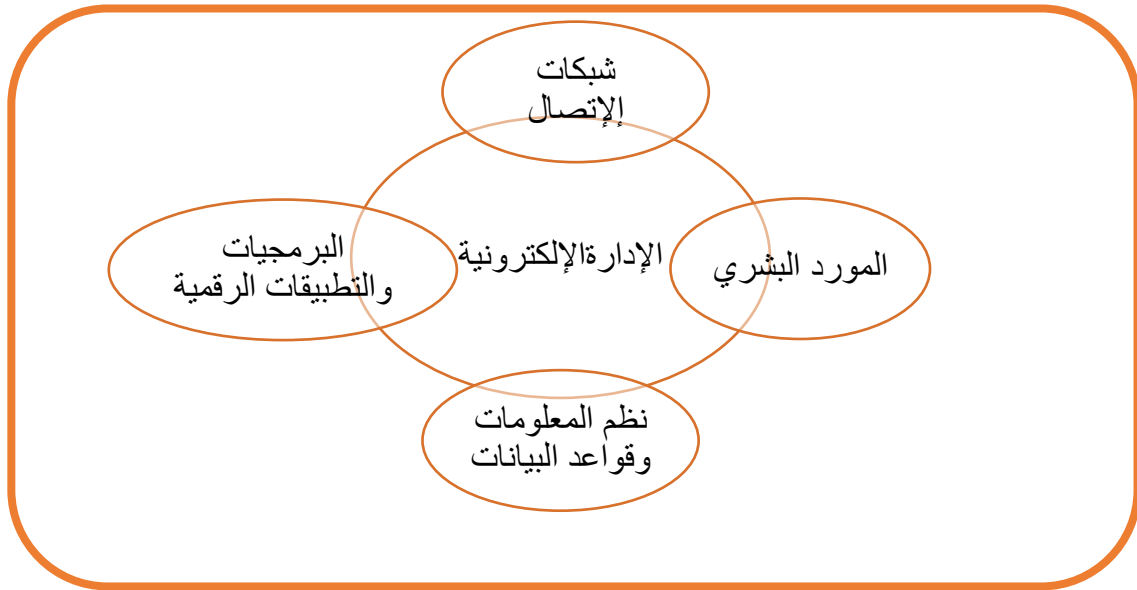 شبكات
الإتصال
الإدارةالإلكترونية
المورد البشري
البرمجيات
والتطبيقات الرقمية
نظم المعلومات
وقواعد البيانات